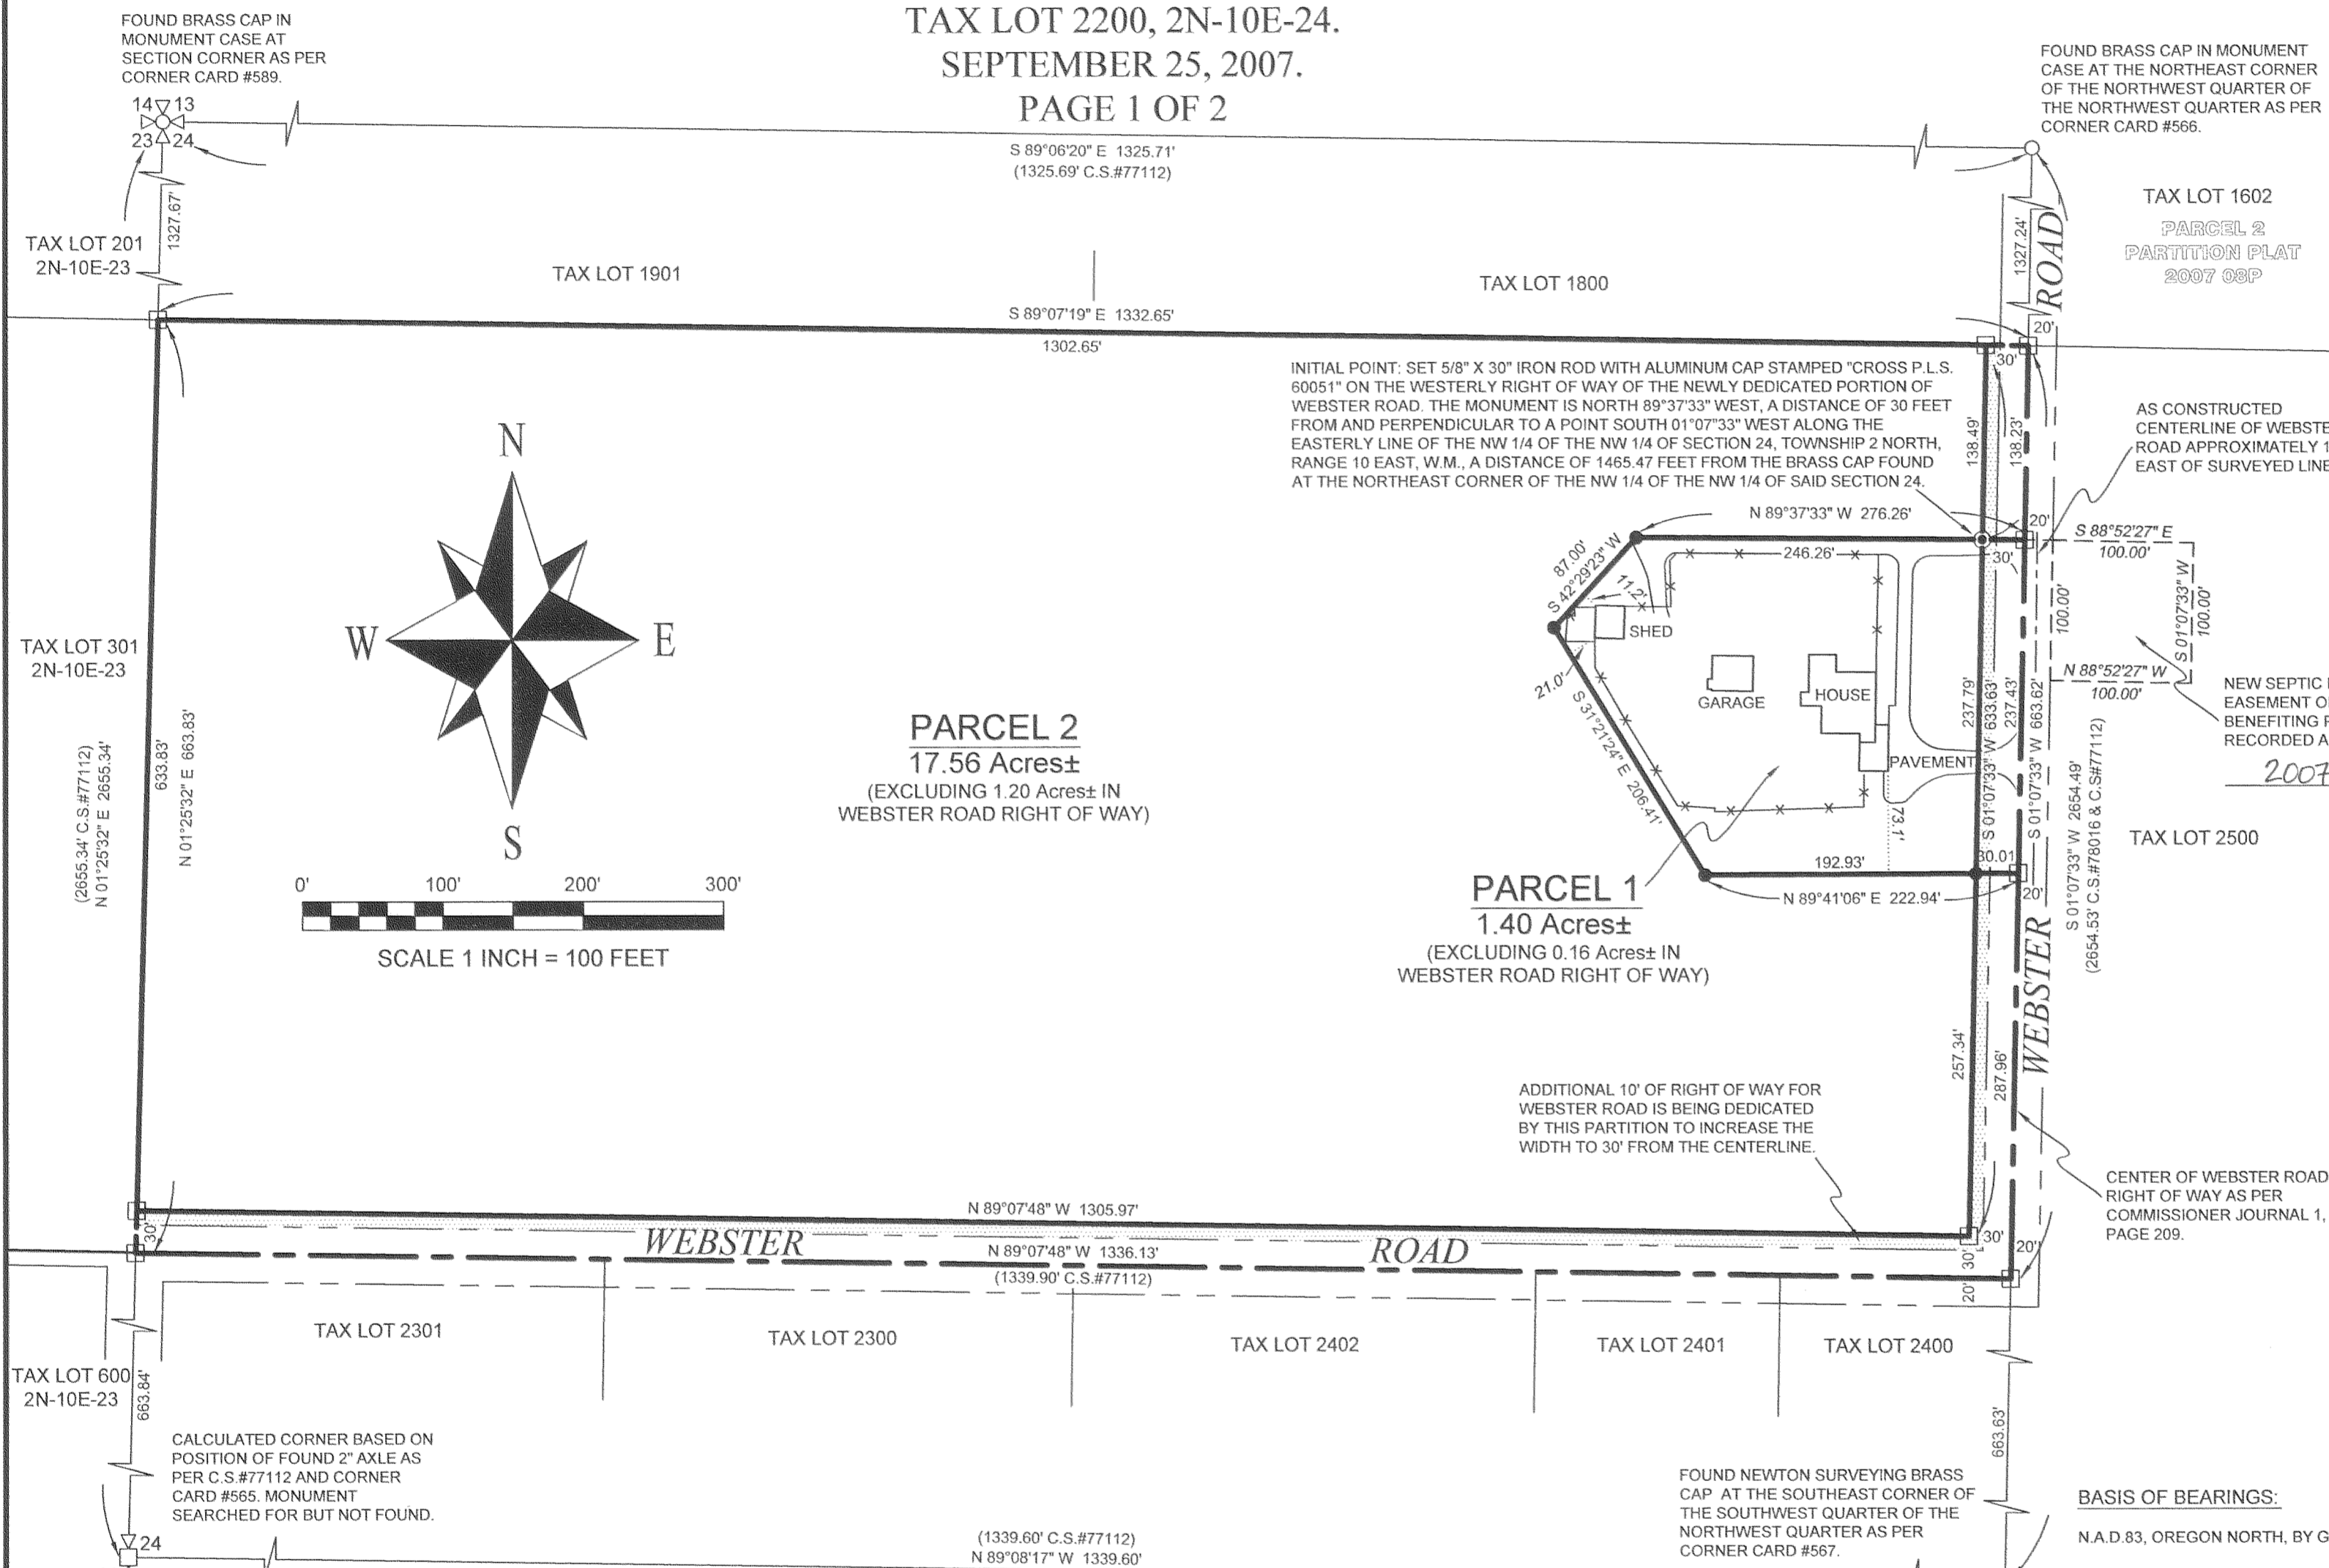 TAX LOT 2200, 2N-10E-24.
SEPTEMBER 25, 2007.
PAGE 1 OF 2
FOUND BRASS CAP IN
MONUMENT CASE AT
SECTION CORNER AS PER
CORNER CARD #589.
14 13
23 24
FOUND BRASS CAP IN MONUMENT
CASE AT THE NORTHEAST CORNER
OF THE NORTHWEST QUARTER OF
THE NORTHWEST QUARTER AS PER
CORNER CARD #566.
S 89°06'20" E 1325.71'
(1325.69' C.S.#77112)
1327.67'
1327.24'
ROAD
TAX LOT 1602
PARCEL 2
PARTITION PLAT
2007 08P
TAX LOT 201
2N-10E-23
TAX LOT 1901
TAX LOT 1800
S 89°07'19" E 1332.65'
1302.65'
20'
30'
INITIAL POINT: SET 5/8" X 30" IRON ROD WITH ALUMINUM CAP STAMPED "CROSS P.L.S.
60051" ON THE WESTERLY RIGHT OF WAY OF THE NEWLY DEDICATED PORTION OF
WEBSTER ROAD. THE MONUMENT IS NORTH 89°37'33" WEST, A DISTANCE OF 30 FEET
FROM AND PERPENDICULAR TO A POINT SOUTH 01°07'33" WEST ALONG THE
EASTERLY LINE OF THE NW 1/4 OF THE NW 1/4 OF SECTION 24, TOWNSHIP 2 NORTH,
RANGE 10 EAST, W.M., A DISTANCE OF 1465.47 FEET FROM THE BRASS CAP FOUND
AT THE NORTHEAST CORNER OF THE NW 1/4 OF THE NW 1/4 OF SAID SECTION 24.
138.49'
138.23'
AS CONSTRUCTED
CENTERLINE OF WEBSTE
ROAD APPROXIMATELY 1
EAST OF SURVEYED LINE
N
W
E
S
N 89°37'33" W 276.26'
246.26'
20'
30'
S 88°52'27" E
100.00'
S 01°07'33" W
100.00'
100.00'
N 88°52'27" W
100.00'
87.00'
S 42°29'23" W
11.2'
SHED
21.0'
GARAGE
HOUSE
PAVEMENT
73.1'
S 31°21'24" E 206.41'
237.79'
S 01°07'33" W 633.63'
237.43'
S 01°07'33" W 663.62'
NEW SEPTIC
EASEMENT O
BENEFITING
RECORDED A
2007
TAX LOT 301
2N-10E-23
(2655.34' C.S.#77112)
N 01°25'32" E 2655.34'
633.83'
N 01°25'32" E 663.83'
PARCEL 2
17.56 Acres±
(EXCLUDING 1.20 Acres± IN
WEBSTER ROAD RIGHT OF WAY)
S 01°07'33" W 2654.49'
(2654.53' C.S.#78016 & C.S#77112)
TAX LOT 2500
192.93'
30.01
N 89°41'06" E 222.94'
20'
PARCEL 1
1.40 Acres±
(EXCLUDING 0.16 Acres± IN
WEBSTER ROAD RIGHT OF WAY)
0' 100' 200' 300'
SCALE 1 INCH = 100 FEET
WEBSTER
257.34'
287.96'
ADDITIONAL 10' OF RIGHT OF WAY FOR
WEBSTER ROAD IS BEING DEDICATED
BY THIS PARTITION TO INCREASE THE
WIDTH TO 30' FROM THE CENTERLINE.
CENTER OF WEBSTER ROAD
RIGHT OF WAY AS PER
COMMISSIONER JOURNAL 1,
PAGE 209.
N 89°07'48" W 1305.97'
30'
WEBSTER ROAD
N 89°07'48" W 1336.13'
(1339.90' C.S.#77112)
30'
30'
20'
20'
TAX LOT 2301
TAX LOT 2300
TAX LOT 2402
TAX LOT 2401
TAX LOT 2400
TAX LOT 600
2N-10E-23
663.84'
663.63'
CALCULATED CORNER BASED ON
POSITION OF FOUND 2" AXLE AS
PER C.S.#77112 AND CORNER
CARD #565. MONUMENT
SEARCHED FOR BUT NOT FOUND.
24
(1339.60' C.S.#77112)
N 89°08'17" W 1339.60'
FOUND NEWTON SURVEYING BRASS
CAP AT THE SOUTHEAST CORNER OF
THE SOUTHWEST QUARTER OF THE
NORTHWEST QUARTER AS PER
CORNER CARD #567.
BASIS OF BEARINGS:
N.A.D.83, OREGON NORTH, BY G